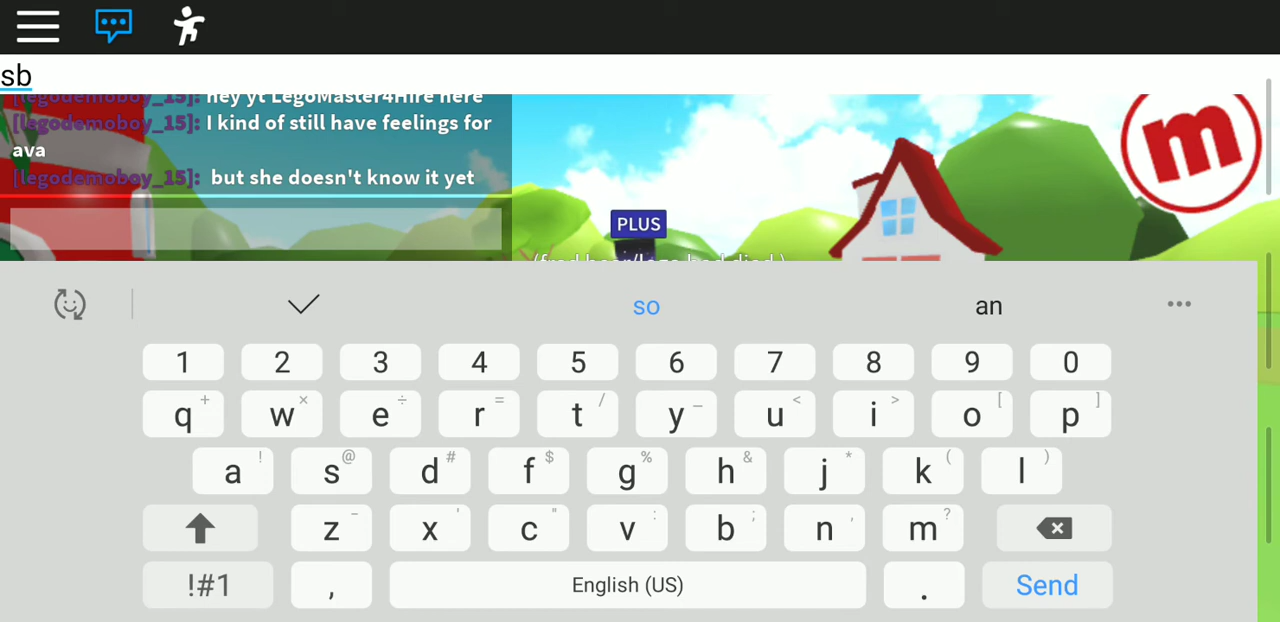 sb
[legodemoboy_15]: hey yt LegoMaster4Hire here
[legodemoboy_15]: I kind of still have feelings for
ava
[legodemoboy_15]: but she doesn't know it yet
m
PLUS
so an
1 2 3 4 5 6 7 8 9 0
q + w × e ÷ r = t / y _ u < i > o [ p ]
a ! s @ d # f $ g % h & j * k ( l )
z - x ' c " v : b ; n , m ?
!#1 , English (US) . Send